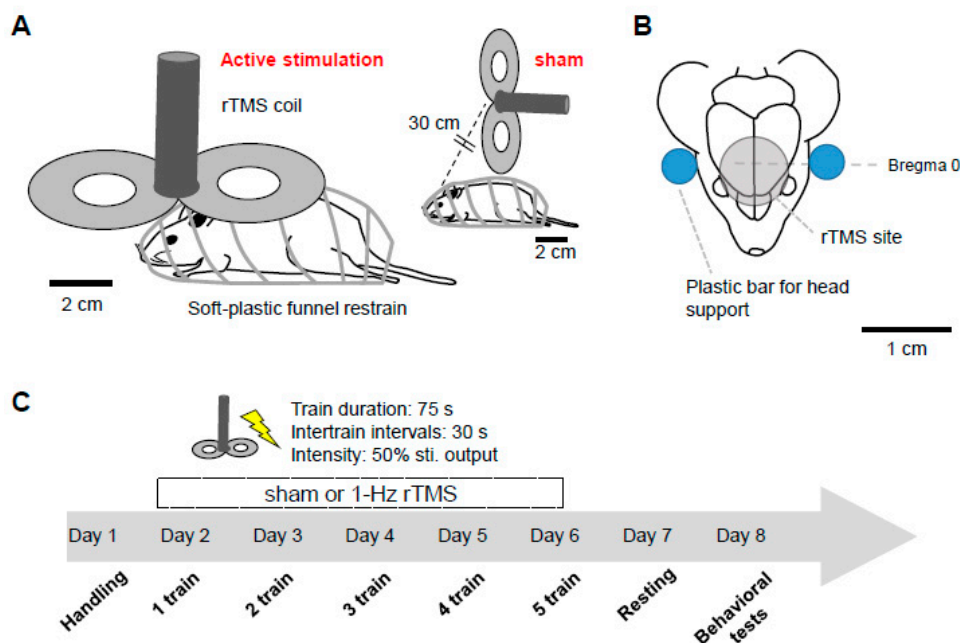 A
Active stimulation
rTMS coil
2 cm
Soft-plastic funnel restrain
sham
30 cm
2 cm
B
Bregma 0
rTMS site
Plastic bar for head
support
1 cm
C
Train duration: 75 s
Intertrain intervals: 30 s
Intensity: 50% sti. output
sham or 1-Hz rTMS
Day 1 Day 2 Day 3 Day 4 Day 5 Day 6 Day 7 Day 8
Handling 1 train 2 train 3 train 4 train 5 train Resting Behavioral
tests